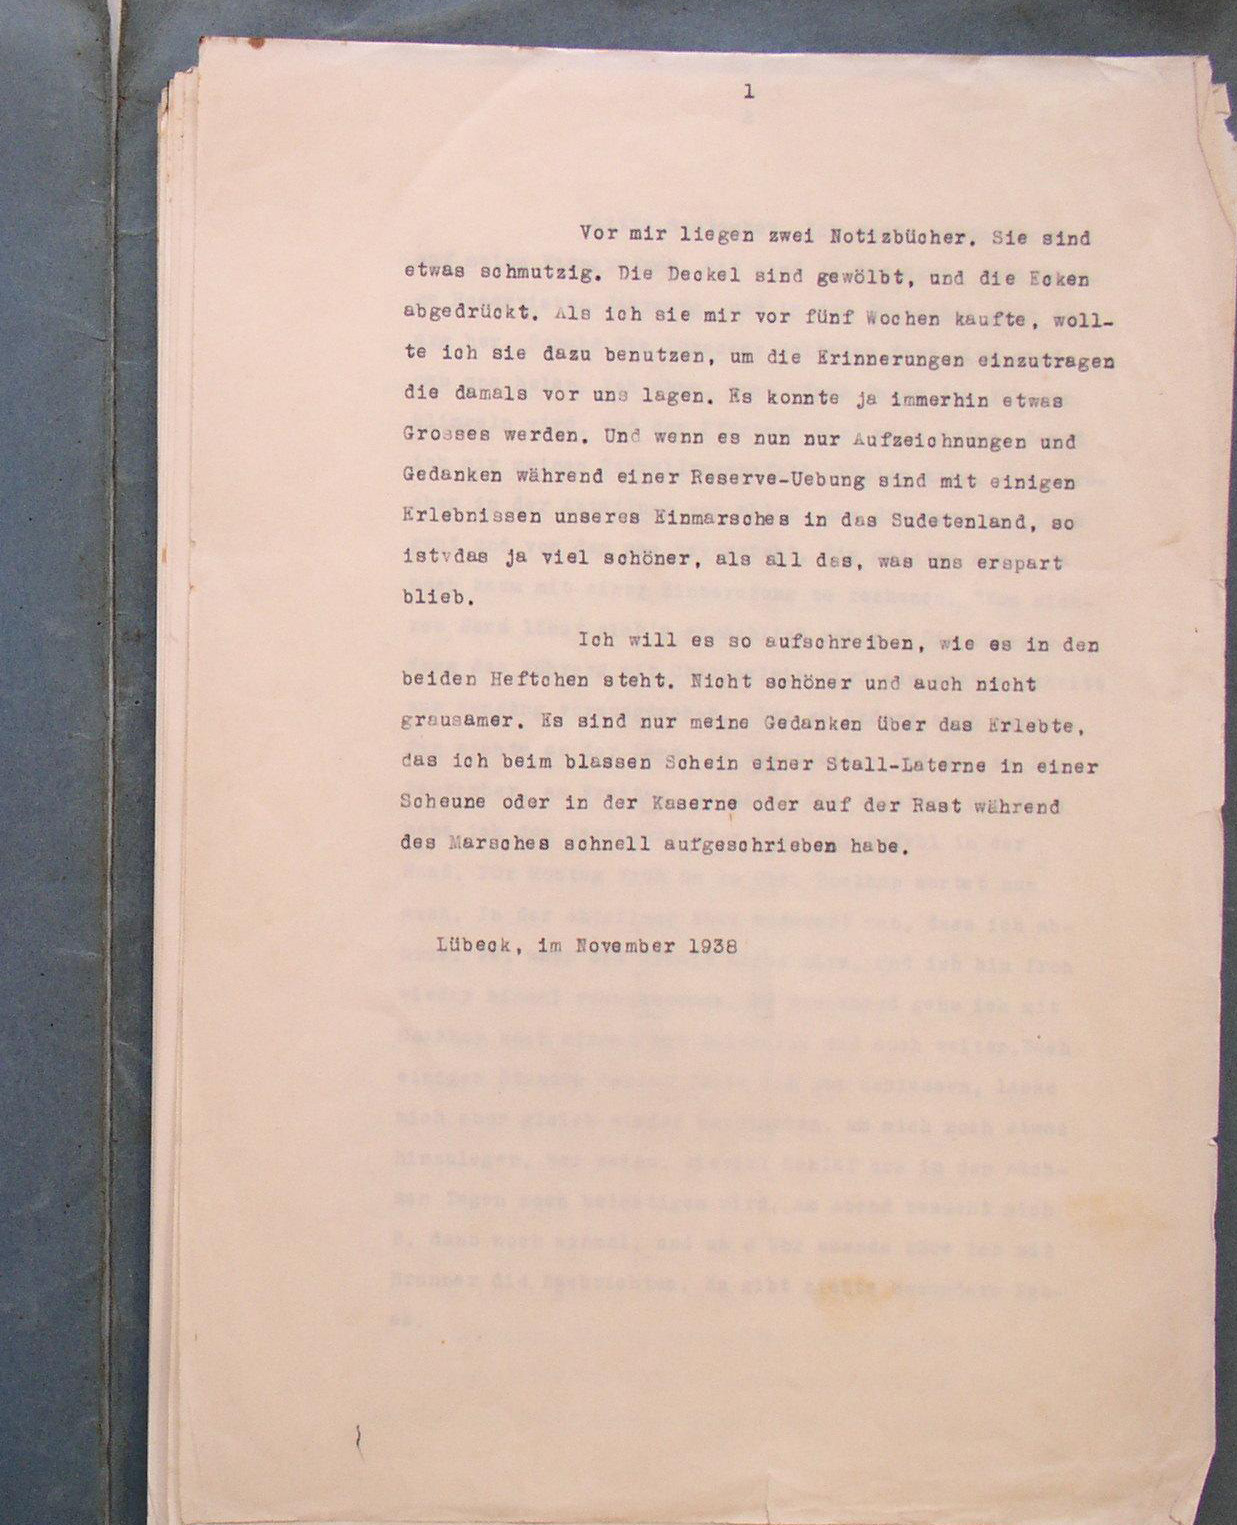 1
Vor mir liegen zwei Notizbücher. Sie sind
etwas schmutzig. Die Deckel sind gewölbt, und die Ecken
abgedrückt. Als ich sie mir vor fünf Wochen kaufte, woll-
te ich sie dazu benutzen, um die Erinnerungen einzutragen
die damals vor uns lagen. Es konnte ja immerhin etwas
Grosses werden. Und wenn es nun nur Aufzeichnungen und
Gedanken während einer Reserve-Uebung sind mit einigen
Erlebnissen unseres Einmarsches in das Sudetenland, so
istvdas ja viel schöner, als all das, was uns erspart
blieb.
Ich will es so aufschreiben, wie es in den
beiden Heftchen steht. Nicht schöner und auch nicht
grausamer. Es sind nur meine Gedanken über das Erlebte,
das ich beim blassen Schein einer Stall-Laterne in einer
Scheune oder in der Kaserne oder auf der Rast während
des Marsches schnell aufgeschrieben habe.
Lübeck, im November 1938